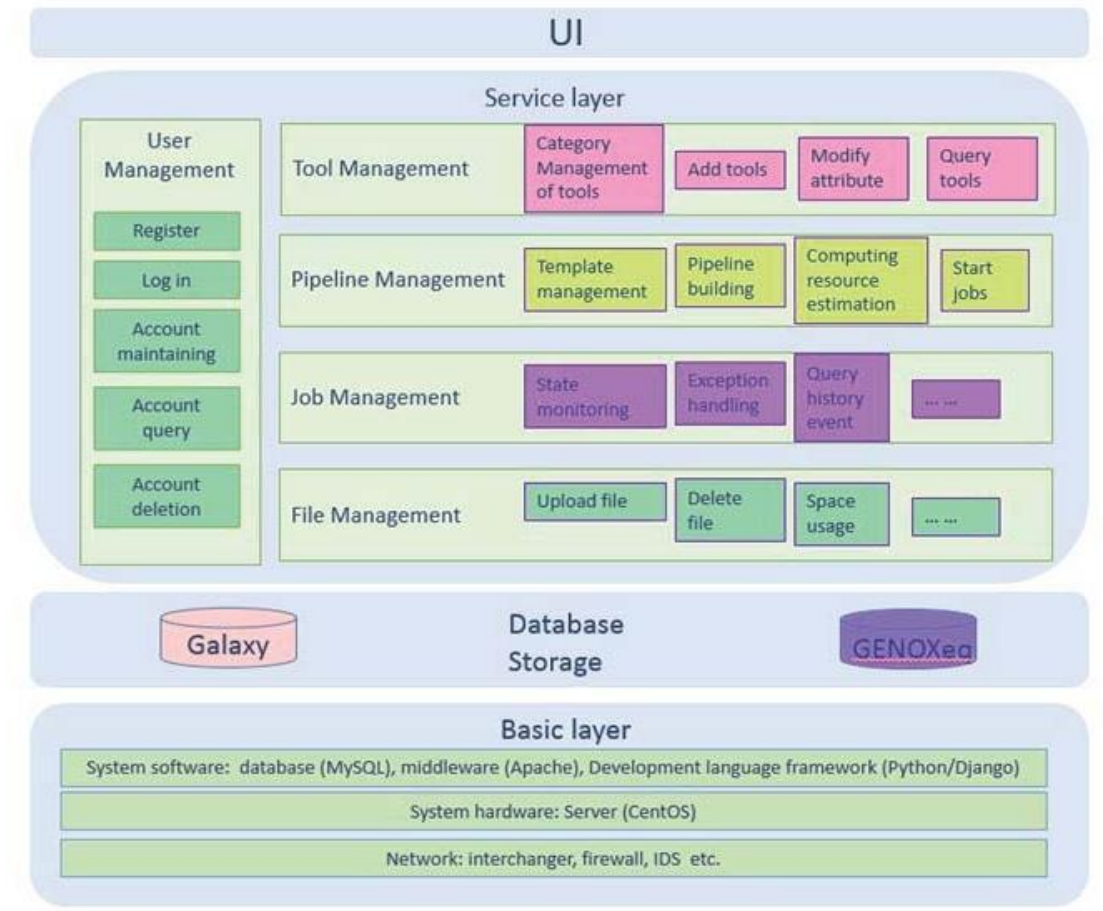 UI
Service layer
User
Management
Register
Log in
Account
maintaining
Account
query
Account
deletion
Tool Management
Category
Management
of tools
Add tools
Modify
attribute
Query
tools
Pipeline Management
Template
management
Pipeline
building
Computing
resource
estimation
Start
jobs
Job Management
State
monitoring
Exception
handling
Query
history
event
... ...
File Management
Upload file
Delete
file
Space
usage
... ...
Galaxy
Database
Storage
GENOXeq
Basic layer
System software: database (MySQL), middleware (Apache), Development language framework (Python/Django)
System hardware: Server (CentOS)
Network: interchanger, firewall, IDS etc.